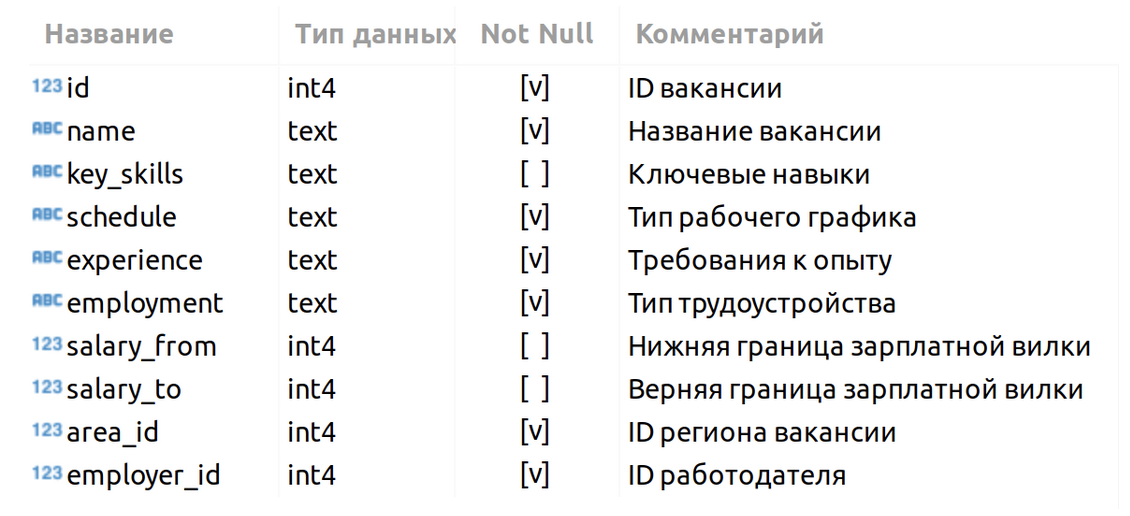 Название Тип данных Not Null Комментарий
123 id int4 [v] ID вакансии
ABC name text [v] Название вакансии
ABC key_skills text [ ] Ключевые навыки
ABC schedule text [v] Тип рабочего графика
ABC experience text [v] Требования к опыту
ABC employment text [v] Тип трудоустройства
123 salary_from int4 [ ] Нижняя граница зарплатной вилки
123 salary_to int4 [ ] Верняя граница зарплатной вилки
123 area_id int4 [v] ID региона вакансии
123 employer_id int4 [v] ID работодателя